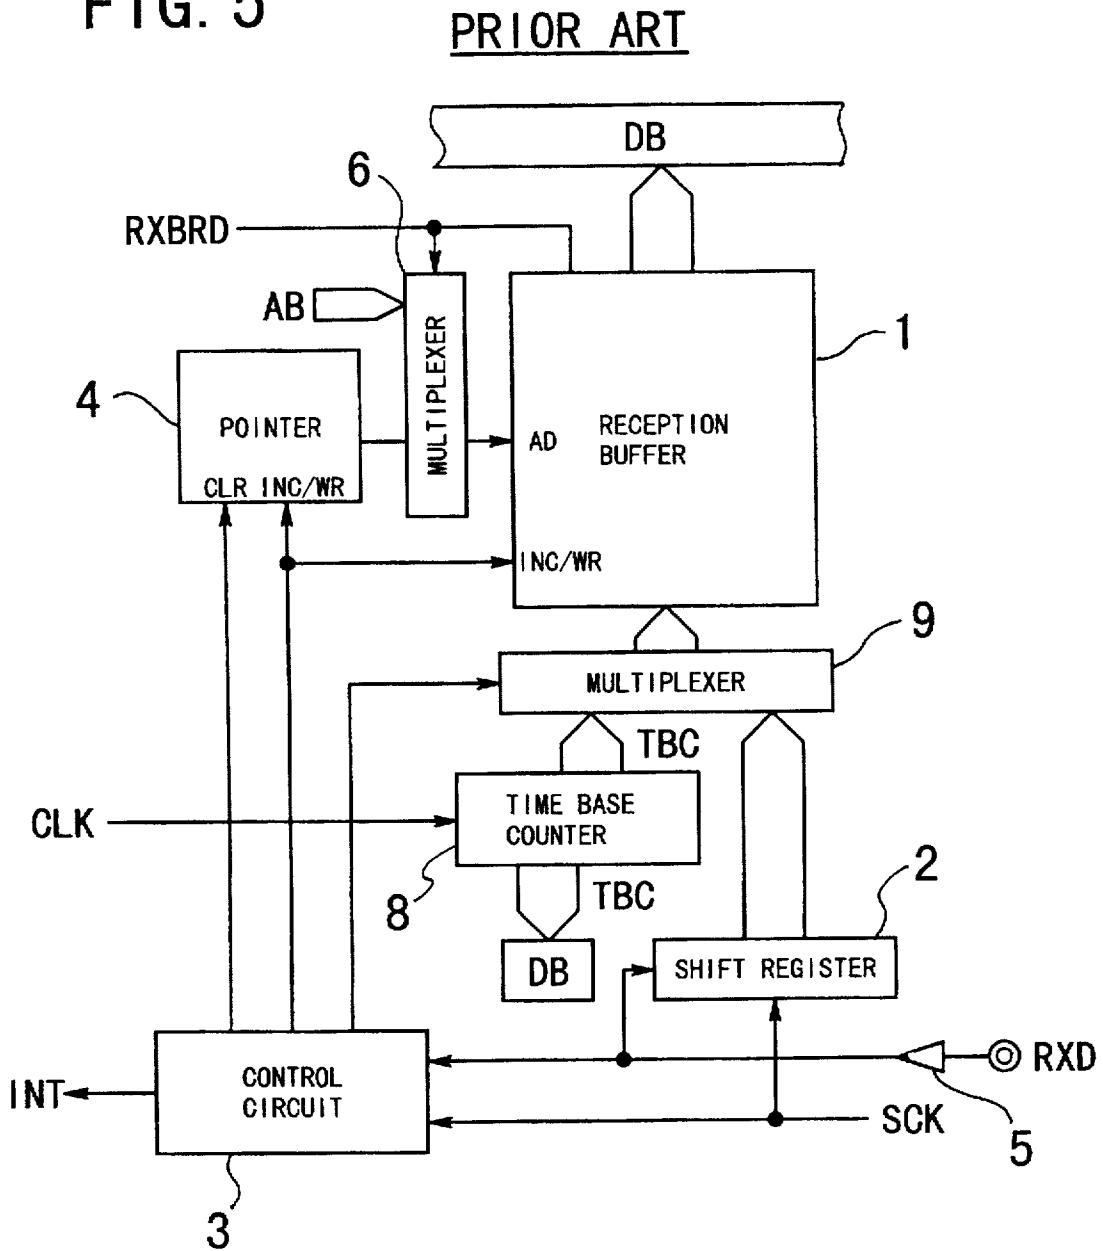 FIG. 5
PRIOR ART
DB
6
RXBRD
AB
1
4
POINTER
MULTIPLEXER
AD
RECEPTION
BUFFER
CLR INC/WR
INC/WR
9
MULTIPLEXER
TBC
CLK
TIME BASE
COUNTER
8
TBC
2
DB
SHIFT REGISTER
RXD
INT
CONTROL
CIRCUIT
SCK
5
3